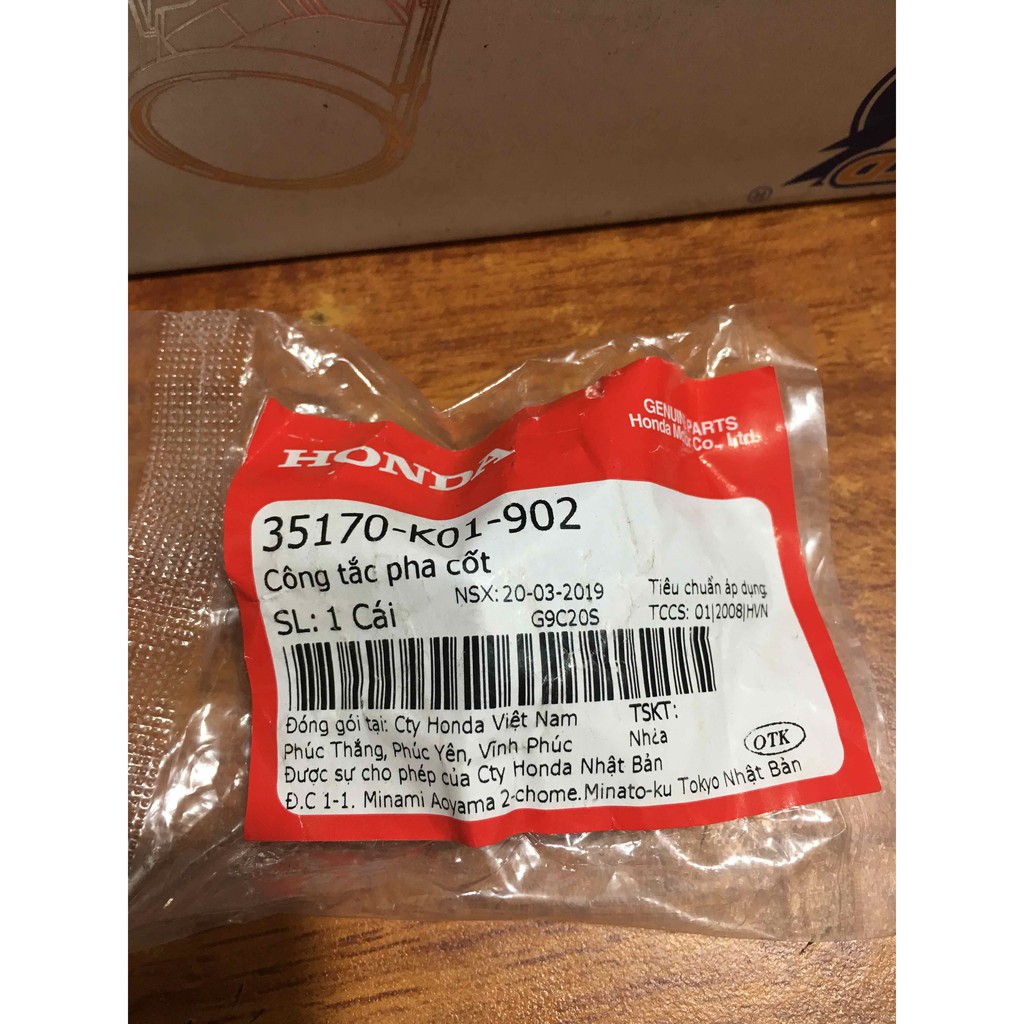 ®
GENUINE PARTS
Honda Motor Co., Ltd.
HONDA
35170-K01-902
Công tắc pha cốt
NSX: 20-03-2019
Tiêu chuẩn áp dụng:
SL: 1 Cái
G9C20S
TCCS: 01|2008|HVN
Đóng gói tại: Cty Honda Việt Nam
TSKT:
Phúc Thắng, Phúc Yên, Vĩnh Phúc
Nhựa
OTK
Được sự cho phép của Cty Honda Nhật Bản
Đ.C 1-1. Minami Aoyama 2-chome.Minato-ku Tokyo Nhật Bản